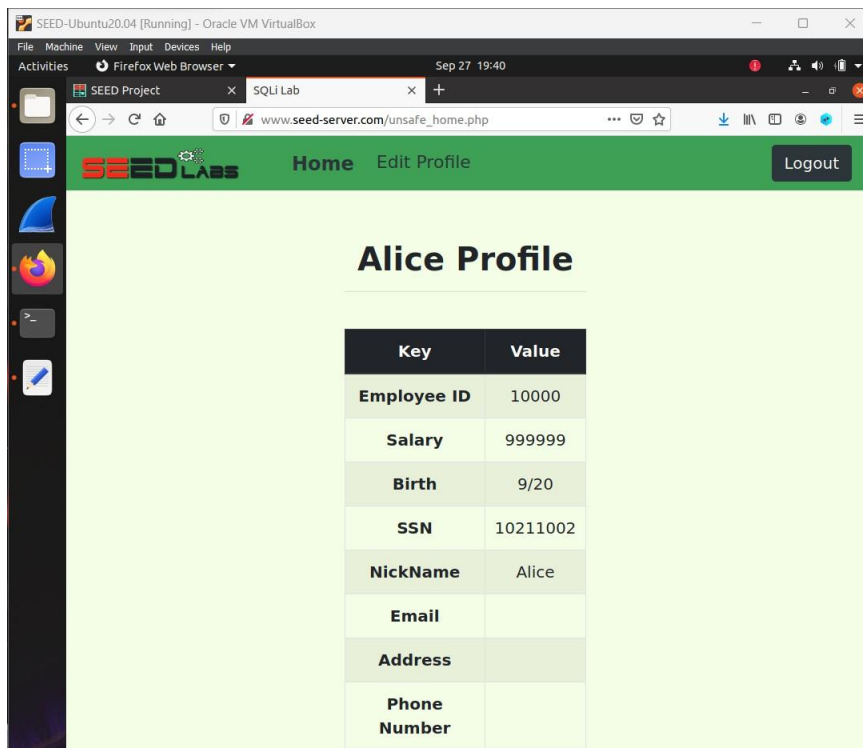 SEED-Ubuntu20.04 [Running] - Oracle VM VirtualBox
File Machine View Input Devices Help
Activities Firefox Web Browser Sep 27 19:40
SEED Project SQLi Lab
www.seed-server.com/unsafe_home.php
SEEDLABS Home Edit Profile Logout
Alice Profile
Key Value
Employee ID 10000
Salary 999999
Birth 9/20
SSN 10211002
NickName Alice
Email
Address
Phone
Number